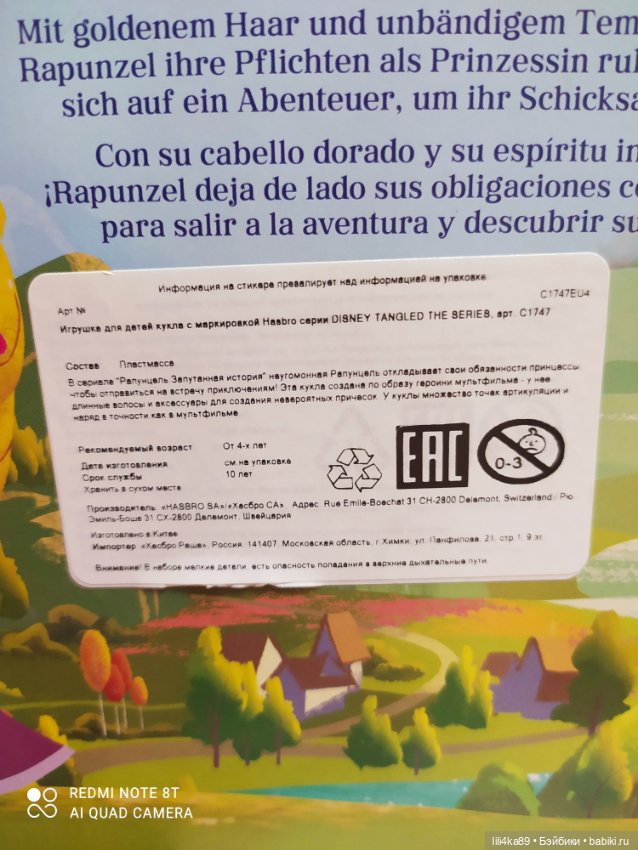 Mit goldenem Haar und unbändigem Tem
Rapunzel ihre Pflichten als Prinzessin ru
sich auf ein Abenteuer, um ihr Schicksa
Con su cabello dorado y su espíritu in
¡Rapunzel deja de lado sus obligaciones c
para salir a la aventura y descubrir su
Информация на стикере превалирует над информацией на упаковке
Арт № C1747EU4
Игрушка для детей кукла с маркировкой Hasbro серии DISNEY TANGLED THE SERIES, арт. C1747
Состав Пластмасса
В сериале "Рапунцель.Запутанная история" неугомонная Рапунцель откладывает свои обязанности принцессы
чтобы отправиться на встречу приключениям! Эта кукла создана по образу героини мультфильма - у нее
длинные волосы и аксессуары для создания невероятных причесок. У куклы множество точек артикуляции и
наряд в точности как в мультфильме
Рекомендуемый возраст От 4-х лет
Дата изготовления см на упаковке
Срок службы 10 лет
Хранить в сухом месте
EAC
0-3
Производитель «HASBRO SA»/«Хасбро СА» Адрес Rue Emile-Boechat 31 CH-2800 Delemont, Switzerland / Рю
Эмиль-Боша 31 CX-2800 Делемонт, Швейцария
Изготовлено в Китае
Импортер «Хасбро Раша», Россия, 141407, Московская область, г.Химки, ул. Панфилова, 21, стр.1, 9 эт.
Внимание! В наборе мелкие детали, есть опасность попадания в верхние дыхательные пути
REDMI NOTE 8T
AI QUAD CAMERA
lili4ka89 • Бэйбики • babiki.ru